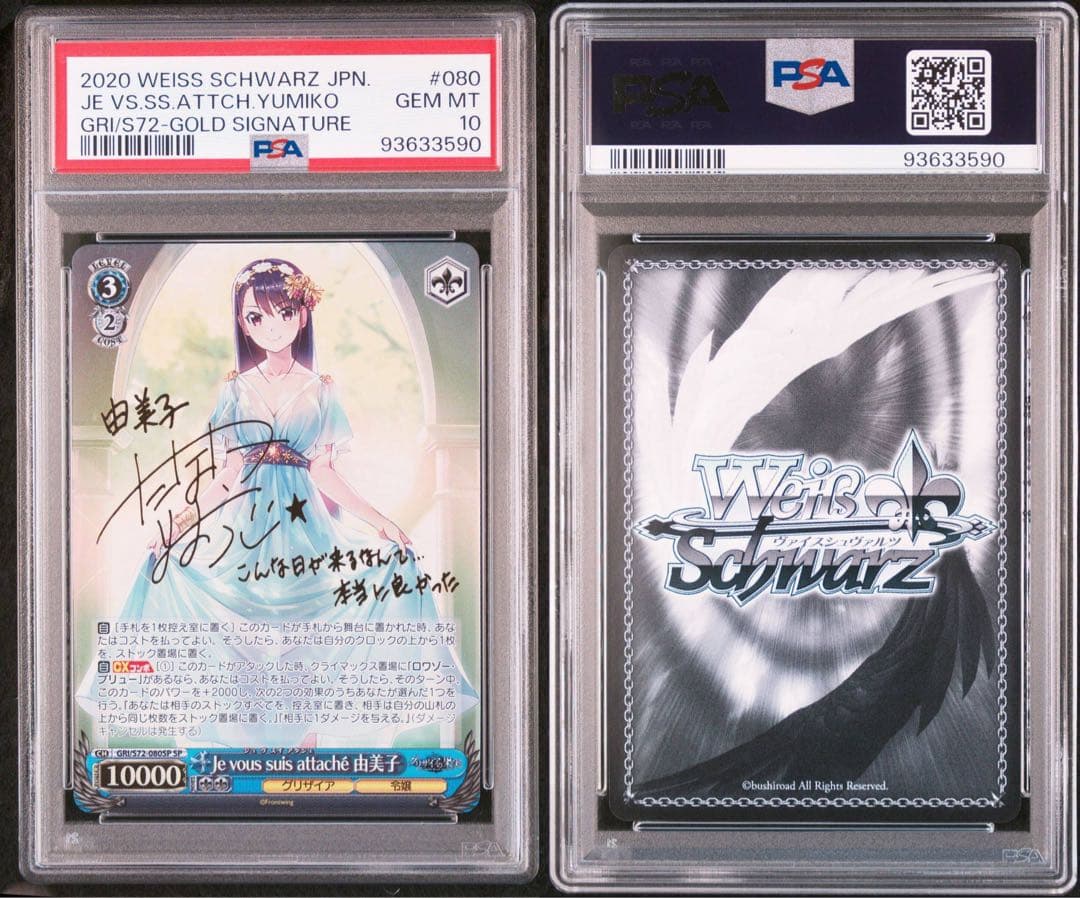 2020 WEISS SCHWARZ JPN. #080
JE VS.SS.ATTCH.YUMIKO GEM MT
GRI/S72-GOLD SIGNATURE 10
PSA 93633590
LEVEL
3
2
COST
由美子
こんな日が来るなんて…
本当に良かった
自 [手札を1枚控え室に置く] このカードが手札から舞台に置かれた時、あな
たはコストを払ってよい。そうしたら、あなたは自分のクロックの上から1枚
を、ストック置場に置く。
自 CXコンボ [①] このカードがアタックした時、クライマックス置場に「ロワゾー・
ブリュー」があるなら、あなたはコストを払ってよい。そうしたら、そのターン中、
このカードのパワーを+2000し、次の2つの効果のうちあなたが選んだ1つを
行う。『あなたは相手のストックすべてを、控え室に置き、相手は自分の山札の
上から同じ枚数をストック置場に置く。』『相手に1ダメージを与える。』(ダメージ
キャンセルは発生する)
CH GRI/S72-080SP SP
ジュ ヴ スイ アタシェ
Je vous suis attaché 由美子
10000
グリザイア 令嬢
©Frontwing
PSA
PSA
PSA
93633590
Weiß
ヴァイスシュヴァルツ
Schwarz
©bushiroad All Rights Reserved.
PSA